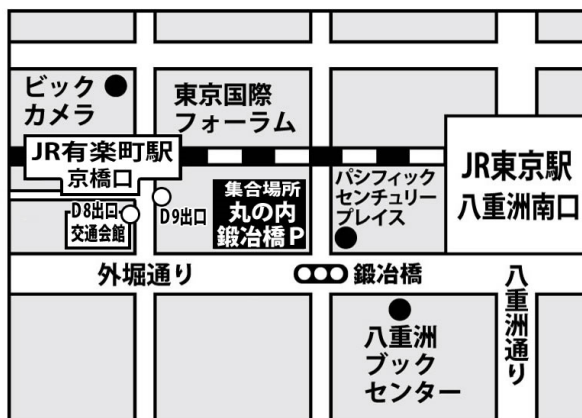 ビック
カメラ
東京国際
フォーラム
JR有楽町駅
京橋口
D8出口
交通会館
D9出口
集合場所
丸の内
鍛冶橋P
パシフィック
センチュリー
プレイス
JR東京駅
八重洲南口
外堀通り
鍛冶橋
八重洲通り
八重洲
ブック
センター